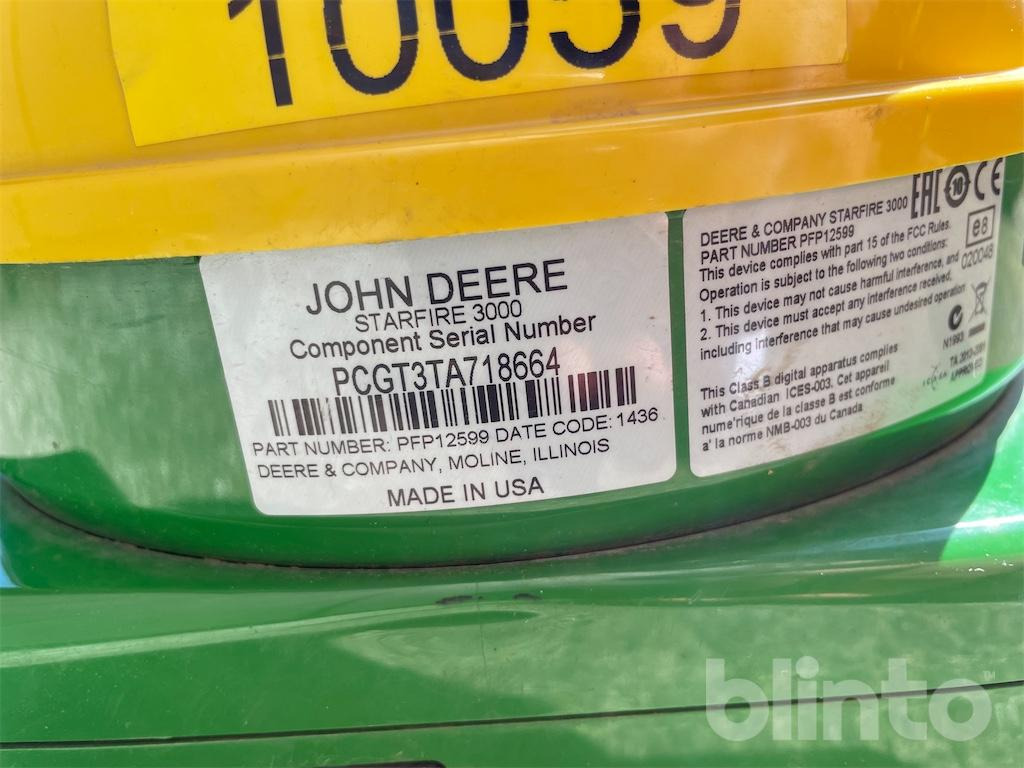 10059
JOHN DEERE
STARFIRE 3000
Component Serial Number
PCGT3TA718664
PART NUMBER: PFP12599 DATE CODE: 1436
DEERE & COMPANY, MOLINE, ILLINOIS
MADE IN USA
DEERE & COMPANY STARFIRE 3000
PART NUMBER PFP12599
This device complies with part 15 of the FCC Rules.
Operation is subject to the following two conditions:
1. This device may not cause harmful interference, and
2. This device must accept any interference received,
including interference that may cause undesired operation
This Class B digital apparatus complies
with Canadian ICES-003. Cet appareil
nume'rique de la classe B est conforme
a' la norme NMB-003 du Canada
EAC 10 CE
e8
020048
N1993
icasa
blinto